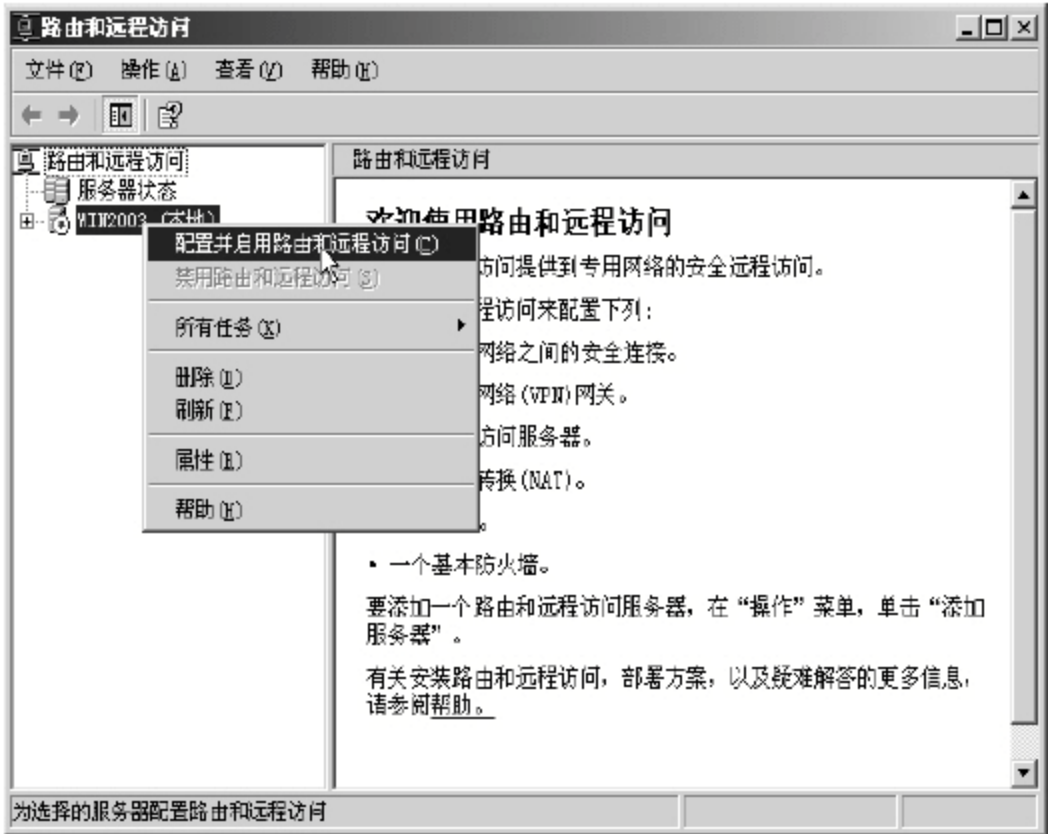 路由和远程访问
文件(F) 操作(A) 查看(V) 帮助(H)
路由和远程访问
服务器状态
WIN2003 (本地)
配置并启用路由和远程访问(C)
禁用路由和远程访问(S)
所有任务(K)
删除(D)
刷新(F)
属性(R)
帮助(H)
路由和远程访问
欢迎使用路由和远程访问
访问提供到专用网络的安全远程访问。
程访问来配置下列:
网络之间的安全连接。
网络(VPN)网关。
访问服务器。
转换(NAT)。
。
• 一个基本防火墙。
要添加一个路由和远程访问服务器，在“操作”菜单，单击“添加
服务器”。
有关安装路由和远程访问，部署方案，以及疑难解答的更多信息，
请参阅帮助。
为选择的服务器配置路由和远程访问